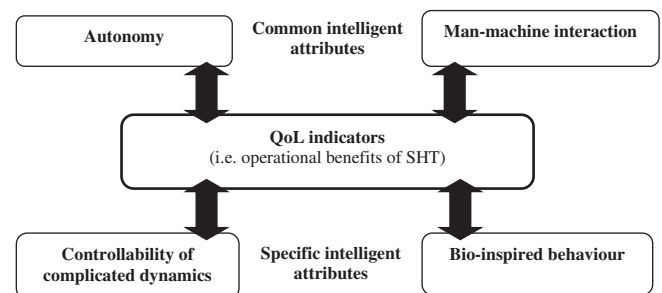 Autonomy
Common intelligent
attributes
Man-machine interaction
QoL indicators
(i.e. operational benefits of SHT)
Controllability of
complicated dynamics
Specific intelligent
attributes
Bio-inspired behaviour